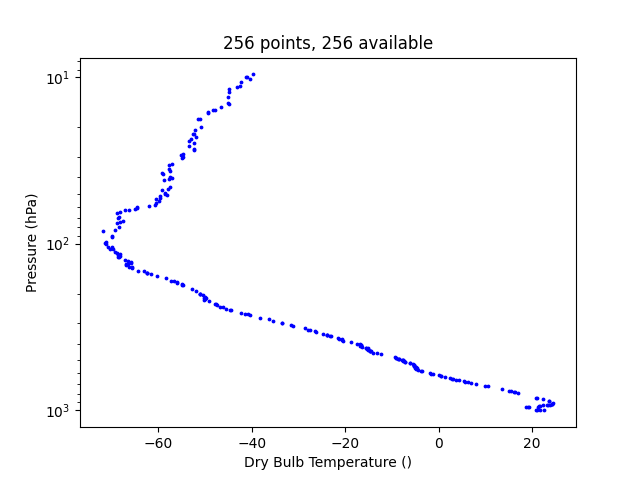 256 points, 256 available
10¹
10²
10³
Pressure (hPa)
−60 −40 −20 0 20
Dry Bulb Temperature ()